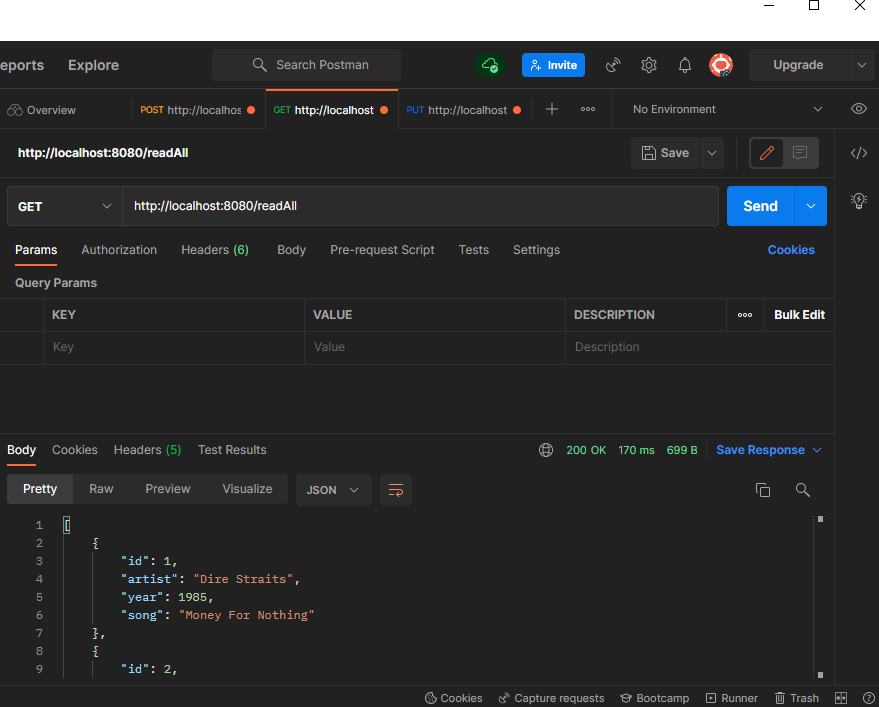 eports Explore Search Postman Invite Upgrade
Overview POST http://localhos GET http://localhost PUT http://localhost No Environment
http://localhost:8080/readAll Save
GET http://localhost:8080/readAll Send
Params Authorization Headers (6) Body Pre-request Script Tests Settings Cookies
Query Params
KEY VALUE DESCRIPTION Bulk Edit
Key Value Description
Body Cookies Headers (5) Test Results 200 OK 170 ms 699 B Save Response
Pretty Raw Preview Visualize JSON
1 [
2 {
3 "id": 1,
4 "artist": "Dire Straits",
5 "year": 1985,
6 "song": "Money For Nothing"
7 },
8 {
9 "id": 2,
Cookies Capture requests Bootcamp Runner Trash